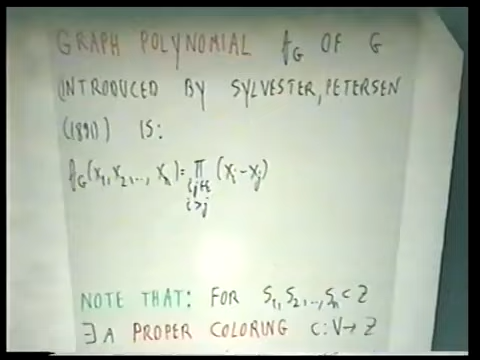 GRAPH POLYNOMIAL f_G OF G
INTRODUCED BY SYLVESTER, PETERSEN
(1890) IS:
f_G(x_1, x_2, ..., x_n) = ∏ (x_i - x_j)
ij∈E
i>j
NOTE THAT: FOR S_1, S_2, ..., S_n ⊂ Z
∃ A PROPER COLORING C: V → Z